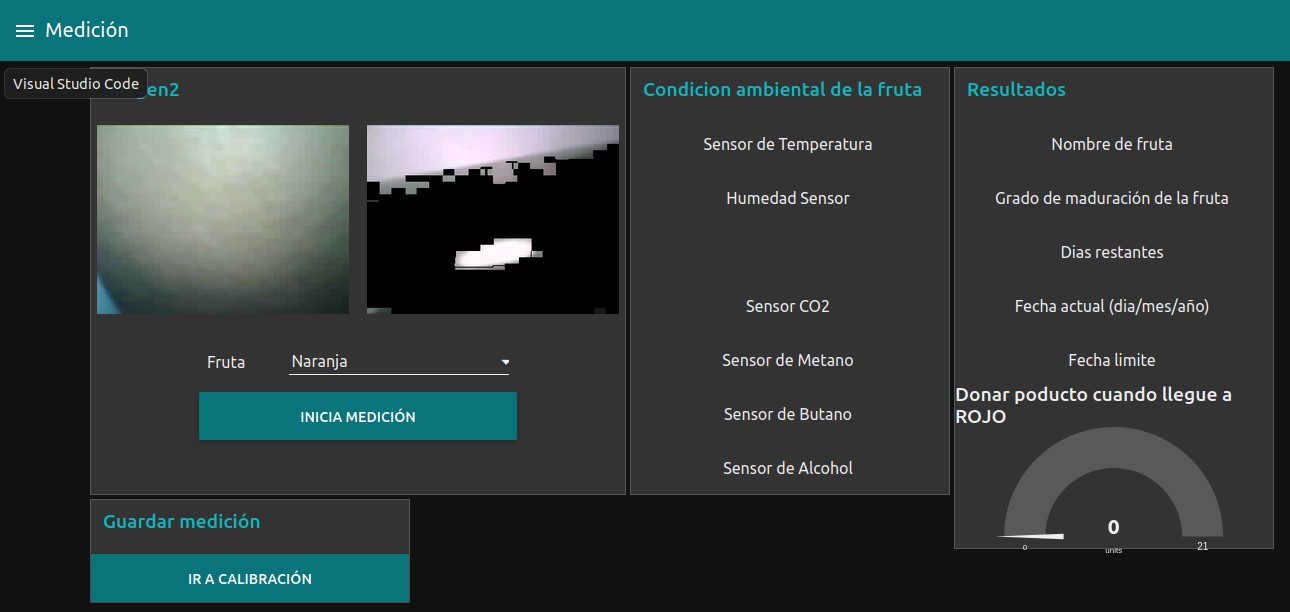 Medición
Visual Studio Code
en2
Fruta
Naranja
INICIA MEDICIÓN
Condicion ambiental de la fruta
Sensor de Temperatura
Humedad Sensor
Sensor CO2
Sensor de Metano
Sensor de Butano
Sensor de Alcohol
Resultados
Nombre de fruta
Grado de maduración de la fruta
Dias restantes
Fecha actual (dia/mes/año)
Fecha limite
Donar poducto cuando llegue a
ROJO
0
0
units
21
Guardar medición
IR A CALIBRACIÓN